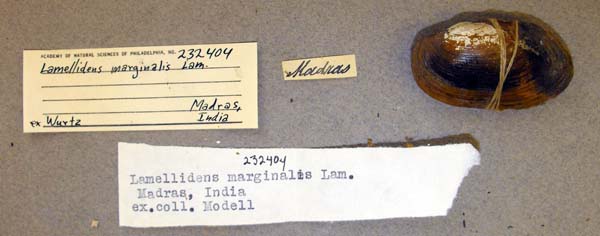 ACADEMY OF NATURAL SCIENCES OF PHILADELPHIA, NO. 232404
Lamellidens marginalis Lam.
Madras,
Ex Wurtz India
Madras
232404
Lamellidens marginalis Lam.
Madras, India
ex.coll. Modell